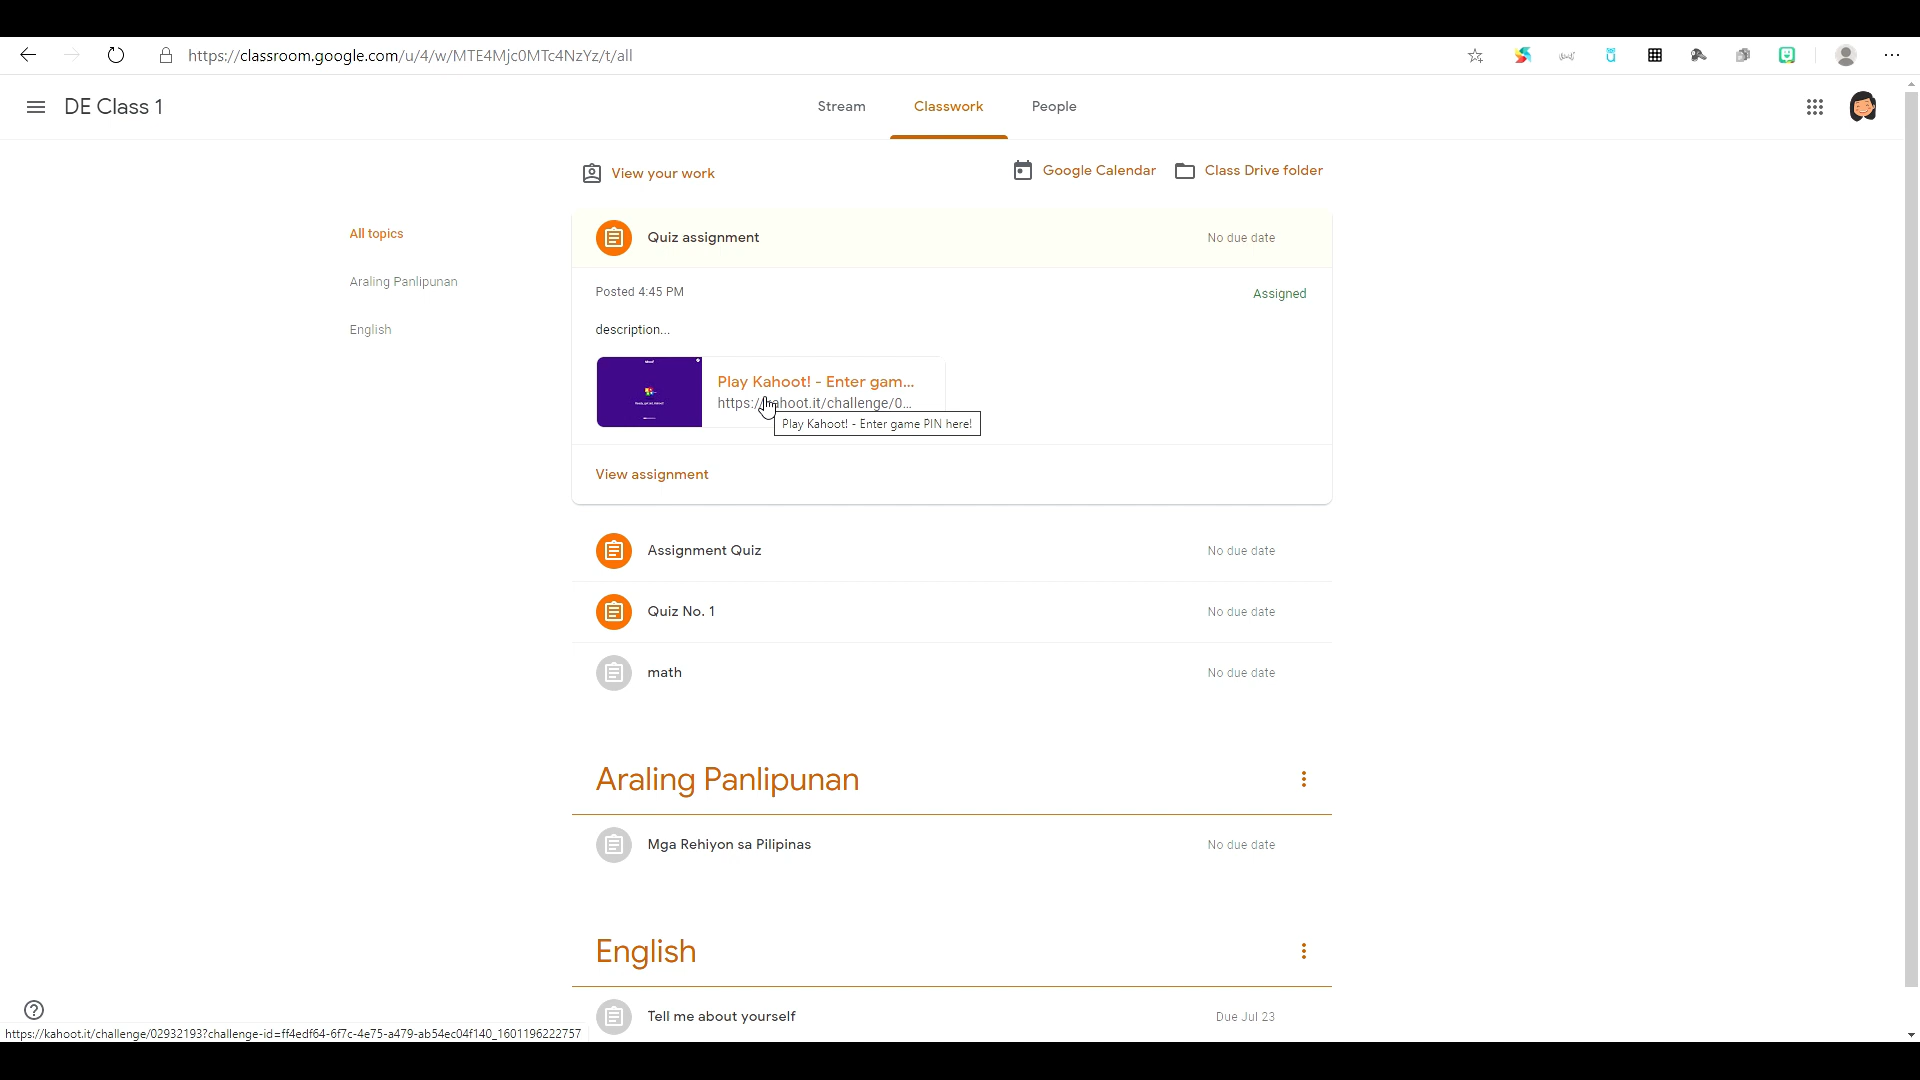 https://classroom.google.com/u/4/w/MTE4Mjc0MTc4NzYz/t/all
DE Class 1
Stream
Classwork
People
View your work
Google Calendar
Class Drive folder
All topics
Araling Panlipunan
English
Quiz assignment
No due date
Posted 4:45 PM
Assigned
description...
Play Kahoot! - Enter gam...
https://kahoot.it/challenge/0...
Play Kahoot! - Enter game PIN here!
View assignment
Assignment Quiz
No due date
Quiz No. 1
No due date
math
No due date
Araling Panlipunan
Mga Rehiyon sa Pilipinas
No due date
English
Tell me about yourself
Due Jul 23
https://kahoot.it/challenge/02932193?challenge-id=ff4edf64-6f7c-4e75-a479-ab54ec04f140_1601196222757